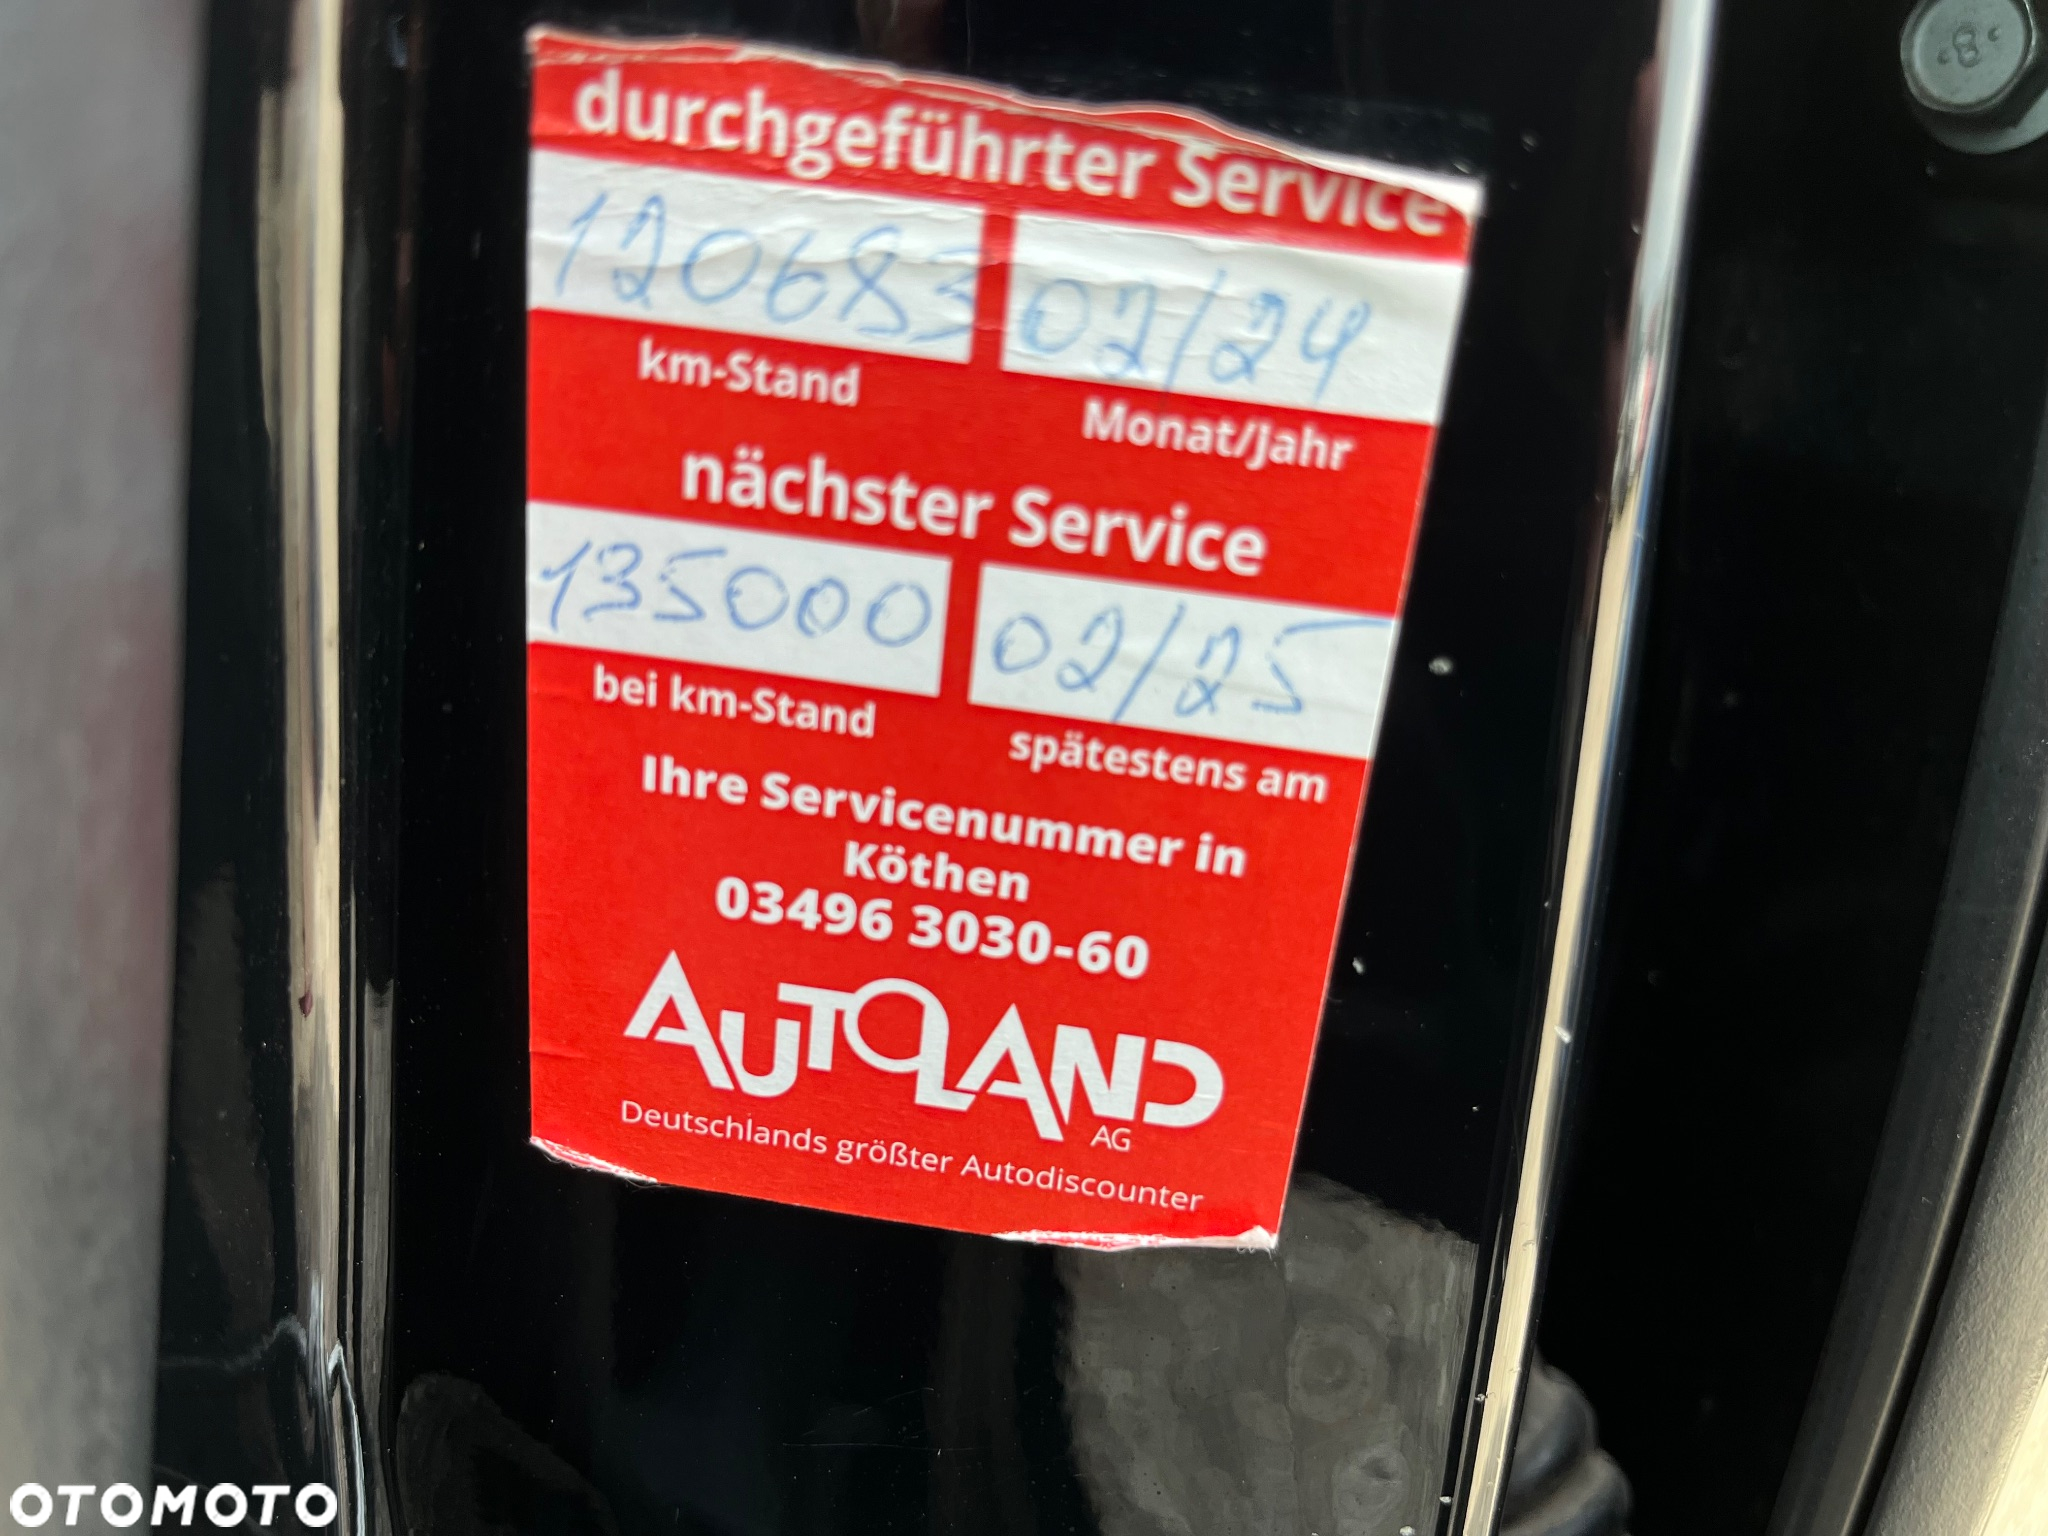 durchgeführter Service
120683 02/24
km-Stand Monat/Jahr
nächster Service
135000 02/25
bei km-Stand spätestens am
Ihre Servicenummer in
Köthen
03496 3030-60
AUTOLAND
AG
Deutschlands größter Autodiscounter
8
OTOMOTO